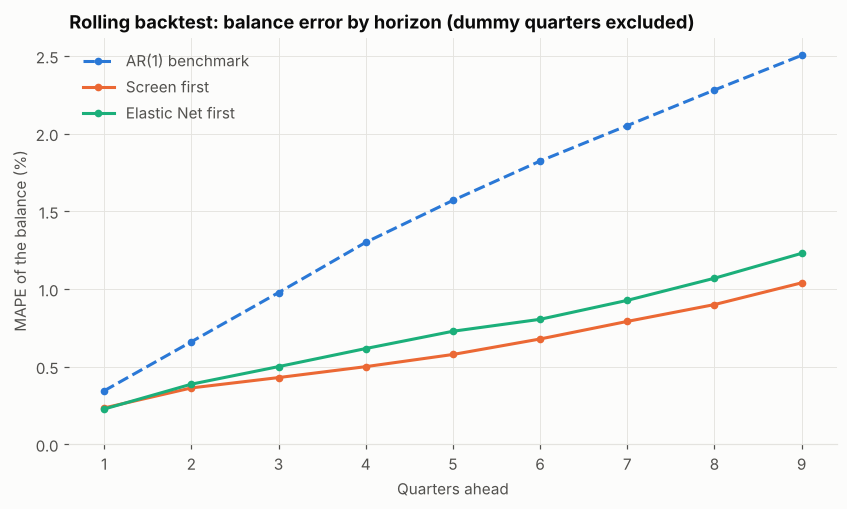 Rolling backtest: balance error by horizon (dummy quarters excluded)
AR(1) benchmark
Screen first
Elastic Net first
MAPE of the balance (%)
2.5
2.0
1.5
1.0
0.5
0.0
1 2 3 4 5 6 7 8 9
Quarters ahead